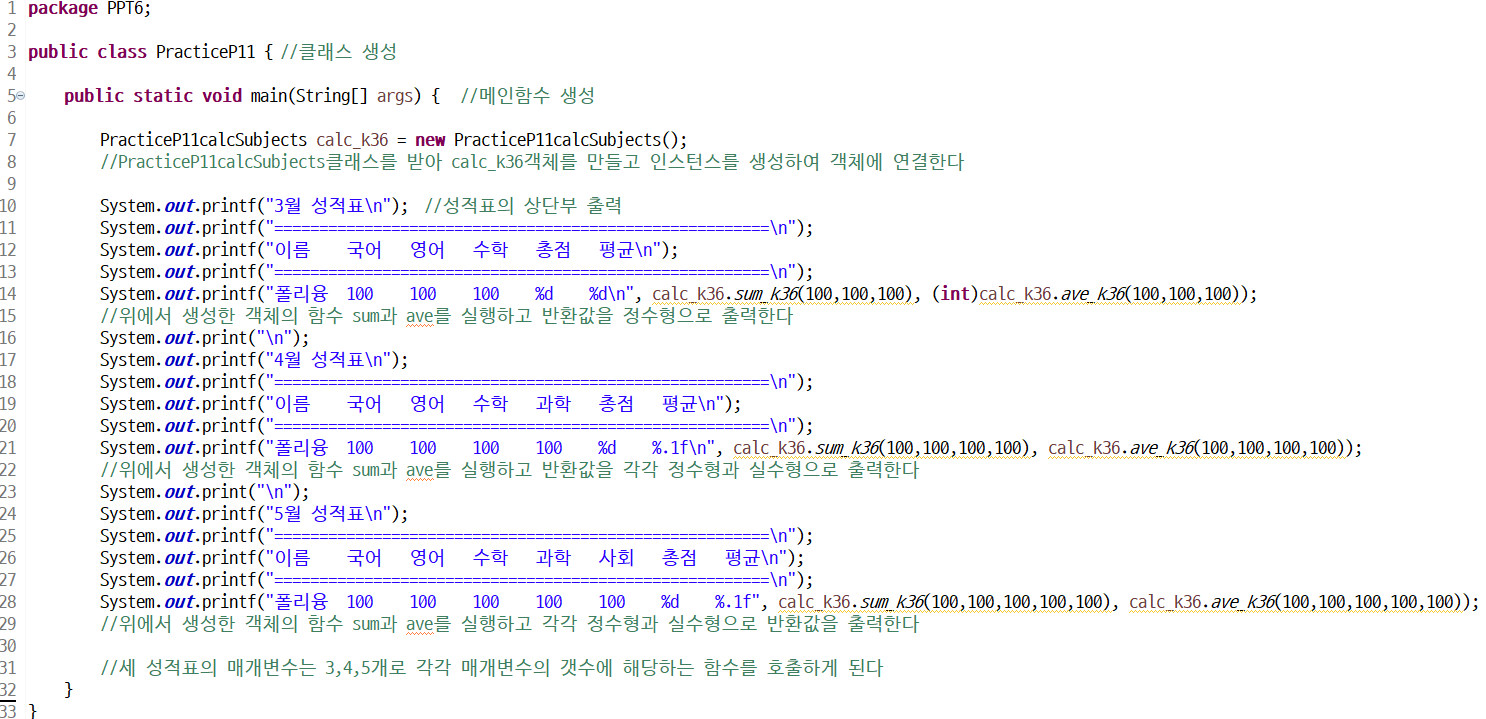 1 package PPT6;
2
3 public class PracticeP11 { //클래스 생성
4
5 public static void main(String[] args) {  //메인함수 생성
6
7 PracticeP11calcSubjects calc_k36 = new PracticeP11calcSubjects();
8 //PracticeP11calcSubjects클래스를 받아 calc_k36객체를 만들고 인스턴스를 생성하여 객체에 연결한다
9
10 System.out.printf("3월 성적표\n");  //성적표의 상단부 출력
11 System.out.printf("=======================================================\n");
12 System.out.printf("이름    국어   영어   수학   총점   평균\n");
13 System.out.printf("=======================================================\n");
14 System.out.printf("폴리융  100    100    100    %d    %d\n", calc_k36.sum_k36(100,100,100), (int)calc_k36.ave_k36(100,100,100));
15 //위에서 생성한 객체의 함수 sum과 ave를 실행하고 반환값을 정수형으로 출력한다
16 System.out.print("\n");
17 System.out.printf("4월 성적표\n");
18 System.out.printf("=======================================================\n");
19 System.out.printf("이름    국어   영어   수학   과학   총점   평균\n");
20 System.out.printf("=======================================================\n");
21 System.out.printf("폴리융  100    100    100    100    %d    %.1f\n", calc_k36.sum_k36(100,100,100,100), calc_k36.ave_k36(100,100,100,100));
22 //위에서 생성한 객체의 함수 sum과 ave를 실행하고 반환값을 각각 정수형과 실수형으로 출력한다
23 System.out.print("\n");
24 System.out.printf("5월 성적표\n");
25 System.out.printf("=======================================================\n");
26 System.out.printf("이름    국어   영어   수학   과학   사회   총점   평균\n");
27 System.out.printf("=======================================================\n");
28 System.out.printf("폴리융  100    100    100    100    100    %d    %.1f", calc_k36.sum_k36(100,100,100,100,100), calc_k36.ave_k36(100,100,100,100,100));
29 //위에서 생성한 객체의 함수 sum과 ave를 실행하고 각각 정수형과 실수형으로 반환값을 출력한다
30
31 //세 성적표의 매개변수는 3,4,5개로 각각 매개변수의 갯수에 해당하는 함수를 호출하게 된다
32 }
33 }